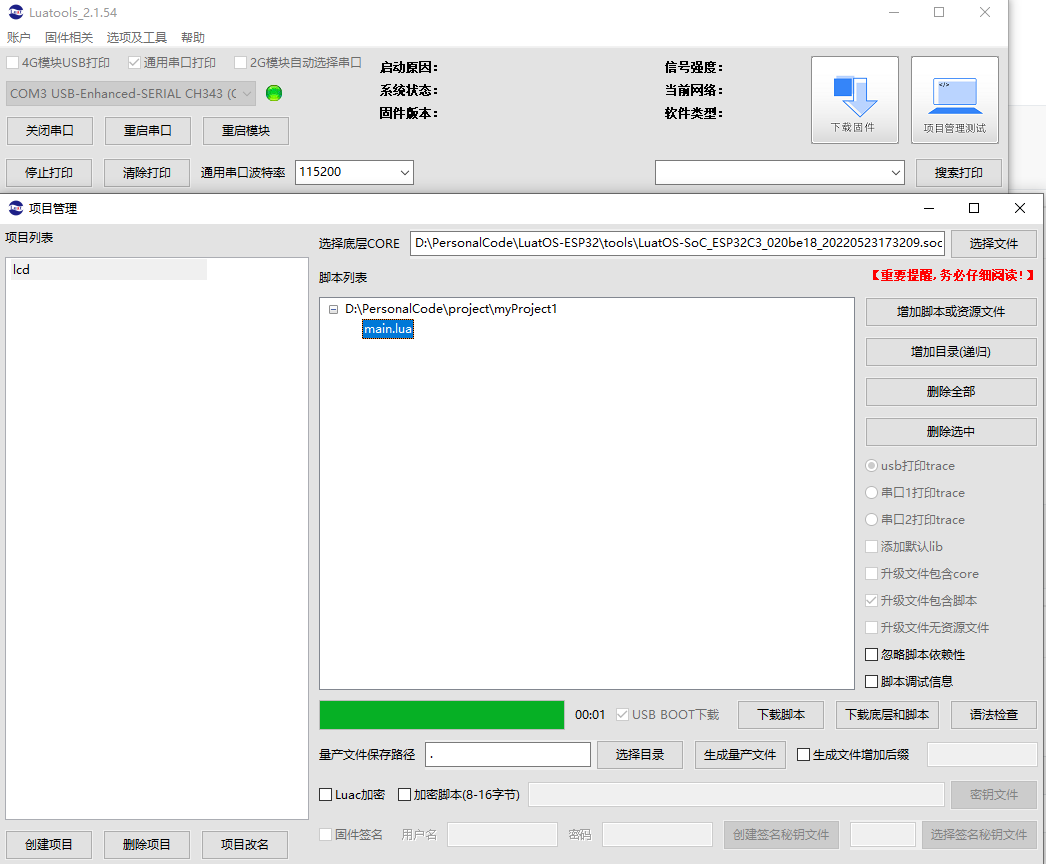 Luatools_2.1.54
账户 固件相关 选项及工具 帮助
4G模块USB打印 通用串口打印 2G模块自动选择串口
COM3 USB-Enhanced-SERIAL CH343 (C
启动原因: 信号强度:
系统状态: 当前网络:
固件版本: 软件类型:
下载固件 项目管理测试
关闭串口 重启串口 重启模块
停止打印 清除打印 通用串口波特率 115200 搜索打印
项目管理
项目列表
lcd
选择底层CORE D:\PersonalCode\LuatOS-ESP32\tools\LuatOS-SoC_ESP32C3_020be18_20220523173209.soc 选择文件
脚本列表 【重要提醒, 务必仔细阅读! 】
D:\PersonalCode\project\myProject1
main.lua
增加脚本或资源文件
增加目录(递归)
删除全部
删除选中
usb打印trace
串口1打印trace
串口2打印trace
添加默认lib
升级文件包含core
升级文件包含脚本
升级文件无资源文件
忽略脚本依赖性
脚本调试信息
00:01 USB BOOT下载 下载脚本 下载底层和脚本 语法检查
量产文件保存路径 . 选择目录 生成量产文件 生成文件增加后缀
Luac加密 加密脚本(8-16字节) 密钥文件
固件签名 用户名 密码 创建签名秘钥文件 选择签名秘钥文件
创建项目 删除项目 项目改名